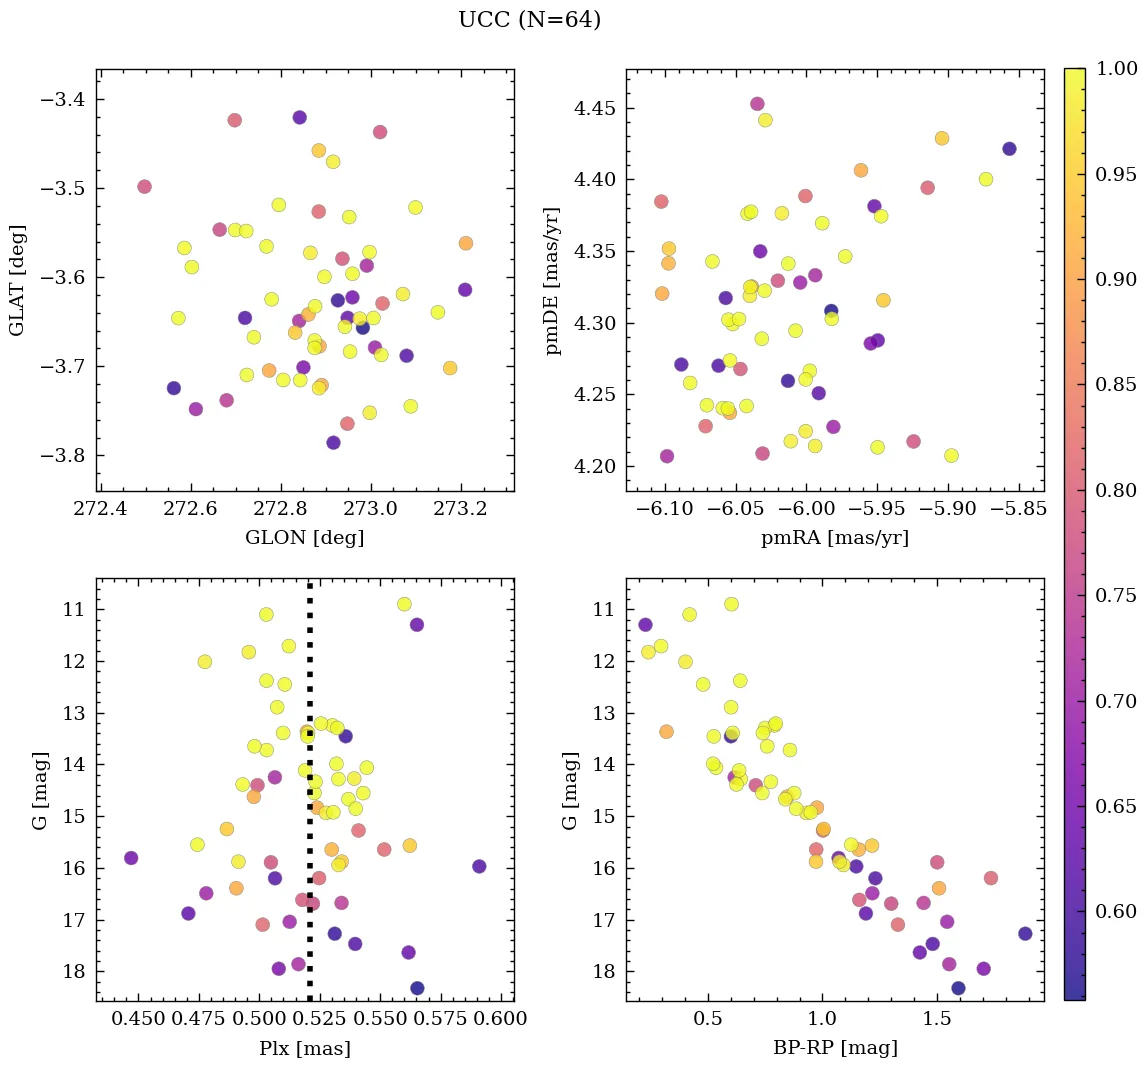 UCC (N=64)
−3.4
−3.5
−3.6
−3.7
−3.8
GLAT [deg]
272.4 272.6 272.8 273.0 273.2
GLON [deg]
4.45
4.40
4.35
4.30
4.25
4.20
pmDE [mas/yr]
−6.10 −6.05 −6.00 −5.95 −5.90 −5.85
pmRA [mas/yr]
11
12
13
14
15
16
17
18
G [mag]
0.450 0.475 0.500 0.525 0.550 0.575 0.600
Plx [mas]
11
12
13
14
15
16
17
18
G [mag]
0.5 1.0 1.5
BP-RP [mag]
1.00
0.95
0.90
0.85
0.80
0.75
0.70
0.65
0.60